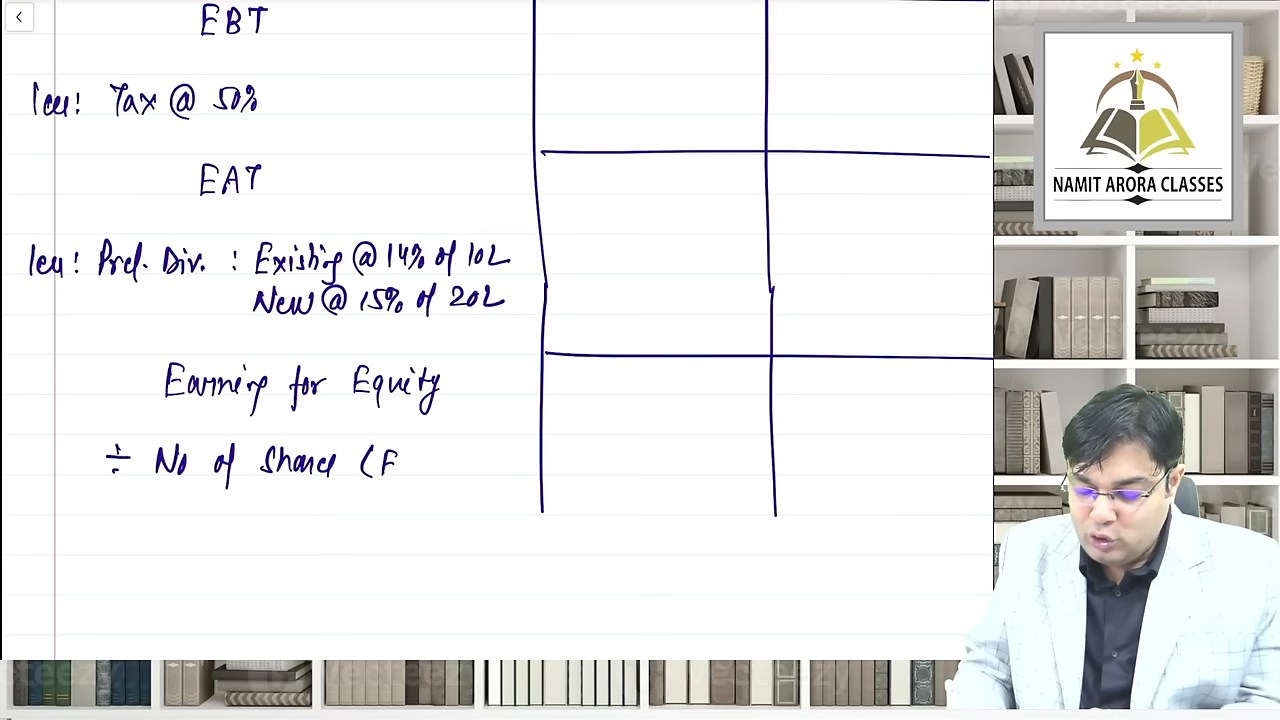 EBT
less: Tax @ 50%
EAT
less: Pref. Div. : Existing @ 14% of 10L
New @ 15% of 20L
Earning for Equity
÷ No of Share (F
NAMIT ARORA CLASSES